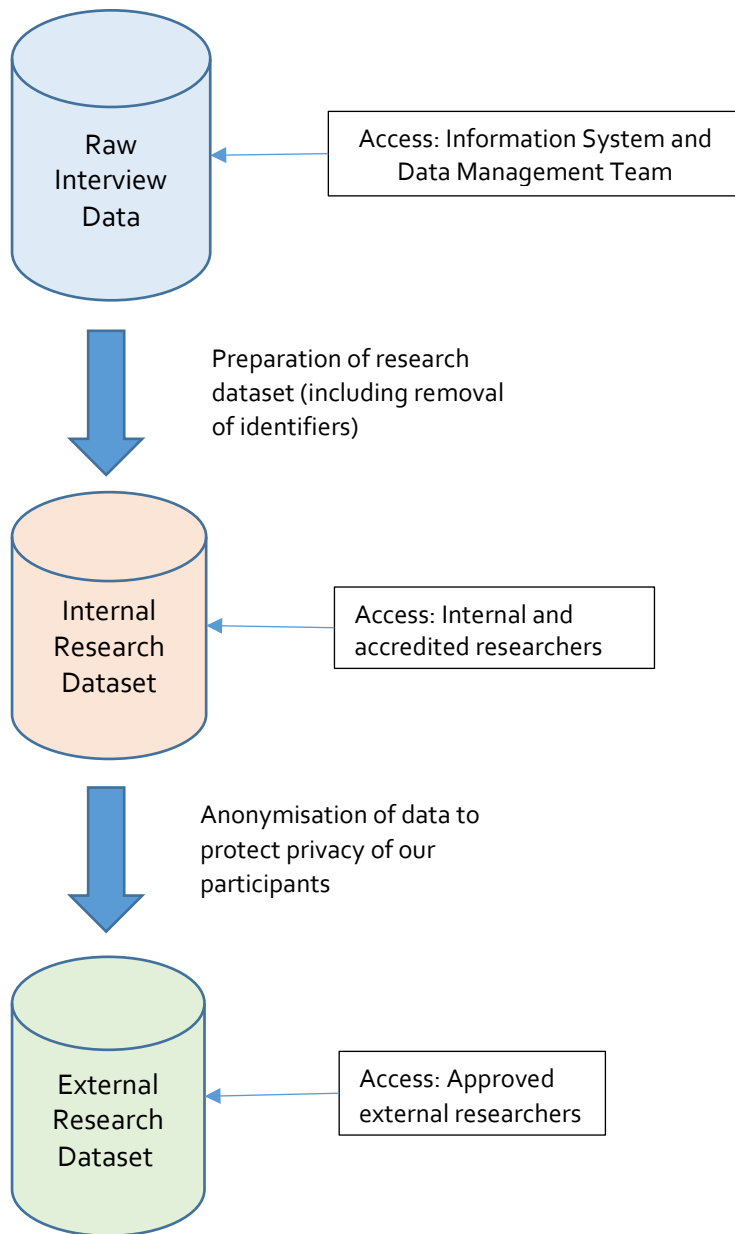 Raw
Interview
Data
Access: Information System and
Data Management Team
Preparation of research
dataset (including removal
of identifiers)
Internal
Research
Dataset
Access: Internal and
accredited researchers
Anonymisation of data to
protect privacy of our
participants
External
Research
Dataset
Access: Approved
external researchers